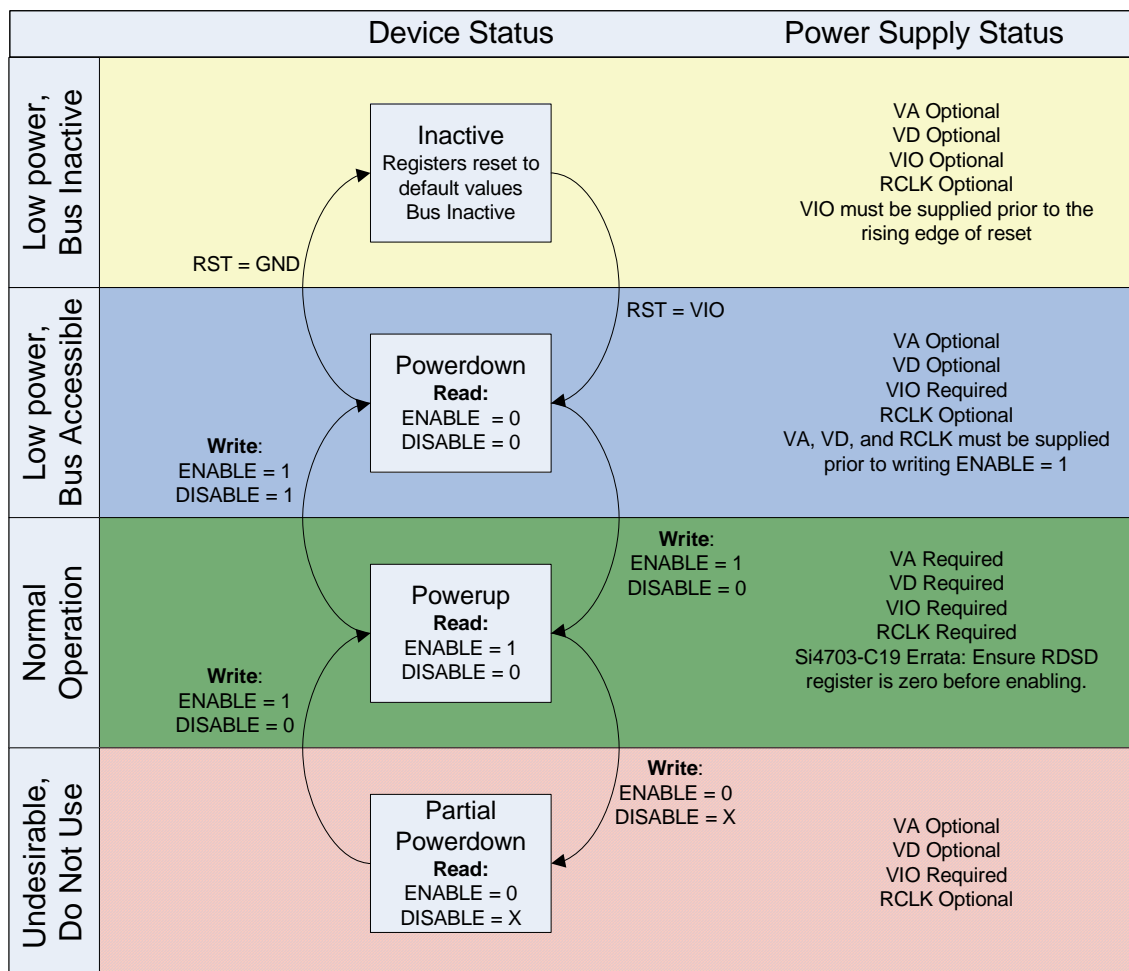 Device Status
Power Supply Status
Low power,
Bus Inactive
Inactive
Registers reset to
default values
Bus Inactive
RST = GND
VA Optional
VD Optional
VIO Optional
RCLK Optional
VIO must be supplied prior to the
rising edge of reset
Low power,
Bus Accessible
RST = VIO
Powerdown
Read:
ENABLE = 0
DISABLE = 0
Write:
ENABLE = 1
DISABLE = 1
VA Optional
VD Optional
VIO Required
RCLK Optional
VA, VD, and RCLK must be supplied
prior to writing ENABLE = 1
Normal
Operation
Write:
ENABLE = 1
DISABLE = 0
Powerup
Read:
ENABLE = 1
DISABLE = 0
Write:
ENABLE = 1
DISABLE = 0
VA Required
VD Required
VIO Required
RCLK Required
Si4703-C19 Errata: Ensure RDSD
register is zero before enabling.
Undesirable,
Do Not Use
Write:
ENABLE = 0
DISABLE = X
Partial
Powerdown
Read:
ENABLE = 0
DISABLE = X
VA Optional
VD Optional
VIO Required
RCLK Optional